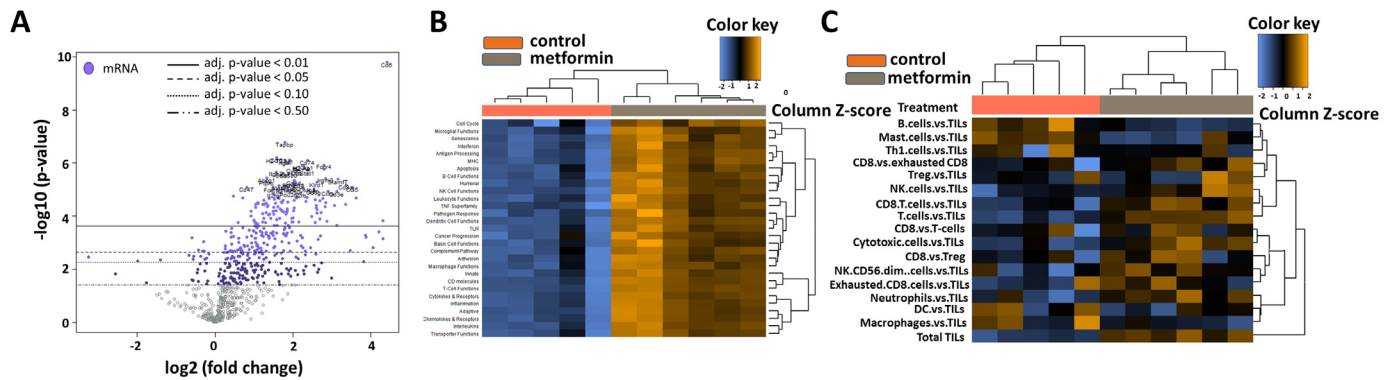 A
10
8
6
4
2
0
-log10 (p-value)
-2
0
2
4
log2 (fold change)
mRNA
adj. p-value < 0.01
adj. p-value < 0.05
adj. p-value < 0.10
adj. p-value < 0.50
Tapbp
B
control
metformin
Color key
-2 -1 0 1 2
0
Column Z-score
Cell Cycle
Microglial Functions
Senescence
Interferon
Antigen Processing
MHC
Apoptosis
B-Cell Functions
Humoral
NK Cell Functions
Leukocyte Functions
TNF Superfamily
Pathogen Response
Dendritic Cell Functions
TLR
Cancer Progression
Basic Cell Functions
Complement Pathway
Adhesion
Macrophage Functions
Innate
CD molecules
T-Cell Functions
Cytokines & Receptors
Inflammation
Adaptive
Chemokines & Receptors
Interleukins
Transporter Functions
C
control
metformin
Color key
-2 -1 0 1 2
Column Z-score
Treatment
B.cells.vs.TILs
Mast.cells.vs.TILs
Th1.cells.vs.TILs
CD8.vs.exhausted CD8
Treg.vs.TILs
NK.cells.vs.TILs
CD8.T.cells.vs.TILs
T.cells.vs.TILs
CD8.vs.T-cells
Cytotoxic.cells.vs.TILs
CD8.vs.Treg
NK.CD56.dim..cells.vs.TILs
Exhausted.CD8.cells.vs.TILs
Neutrophils.vs.TILs
DC.vs.TILs
Macrophages.vs.TILs
Total TILs